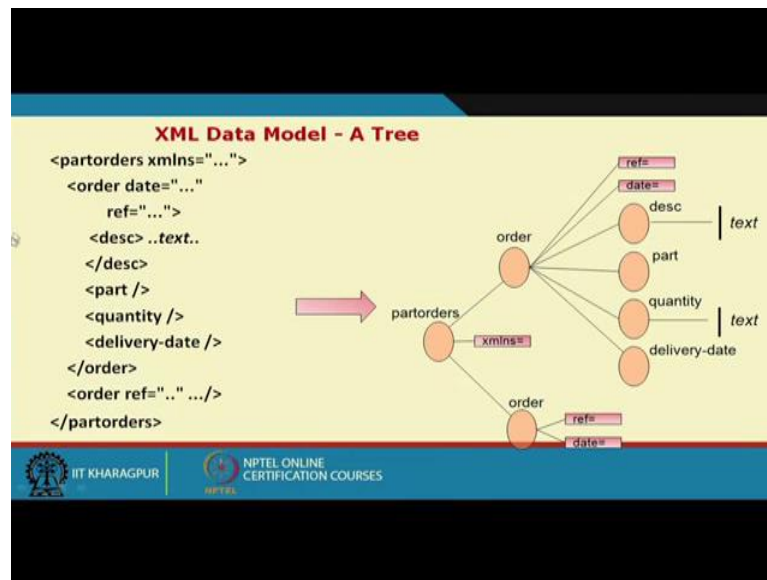 XML Data Model - A Tree
<partorders xmlns="...">
<order date="..."
ref="...">
<desc> ..text..
</desc>
<part />
<quantity />
<delivery-date />
</order>
<order ref=".." .../>
</partorders>
ref=
date=
desc
text
order
part
quantity
text
partorders
xmlns=
delivery-date
order
ref=
date=
IIT KHARAGPUR
NPTEL
NPTEL ONLINE
CERTIFICATION COURSES